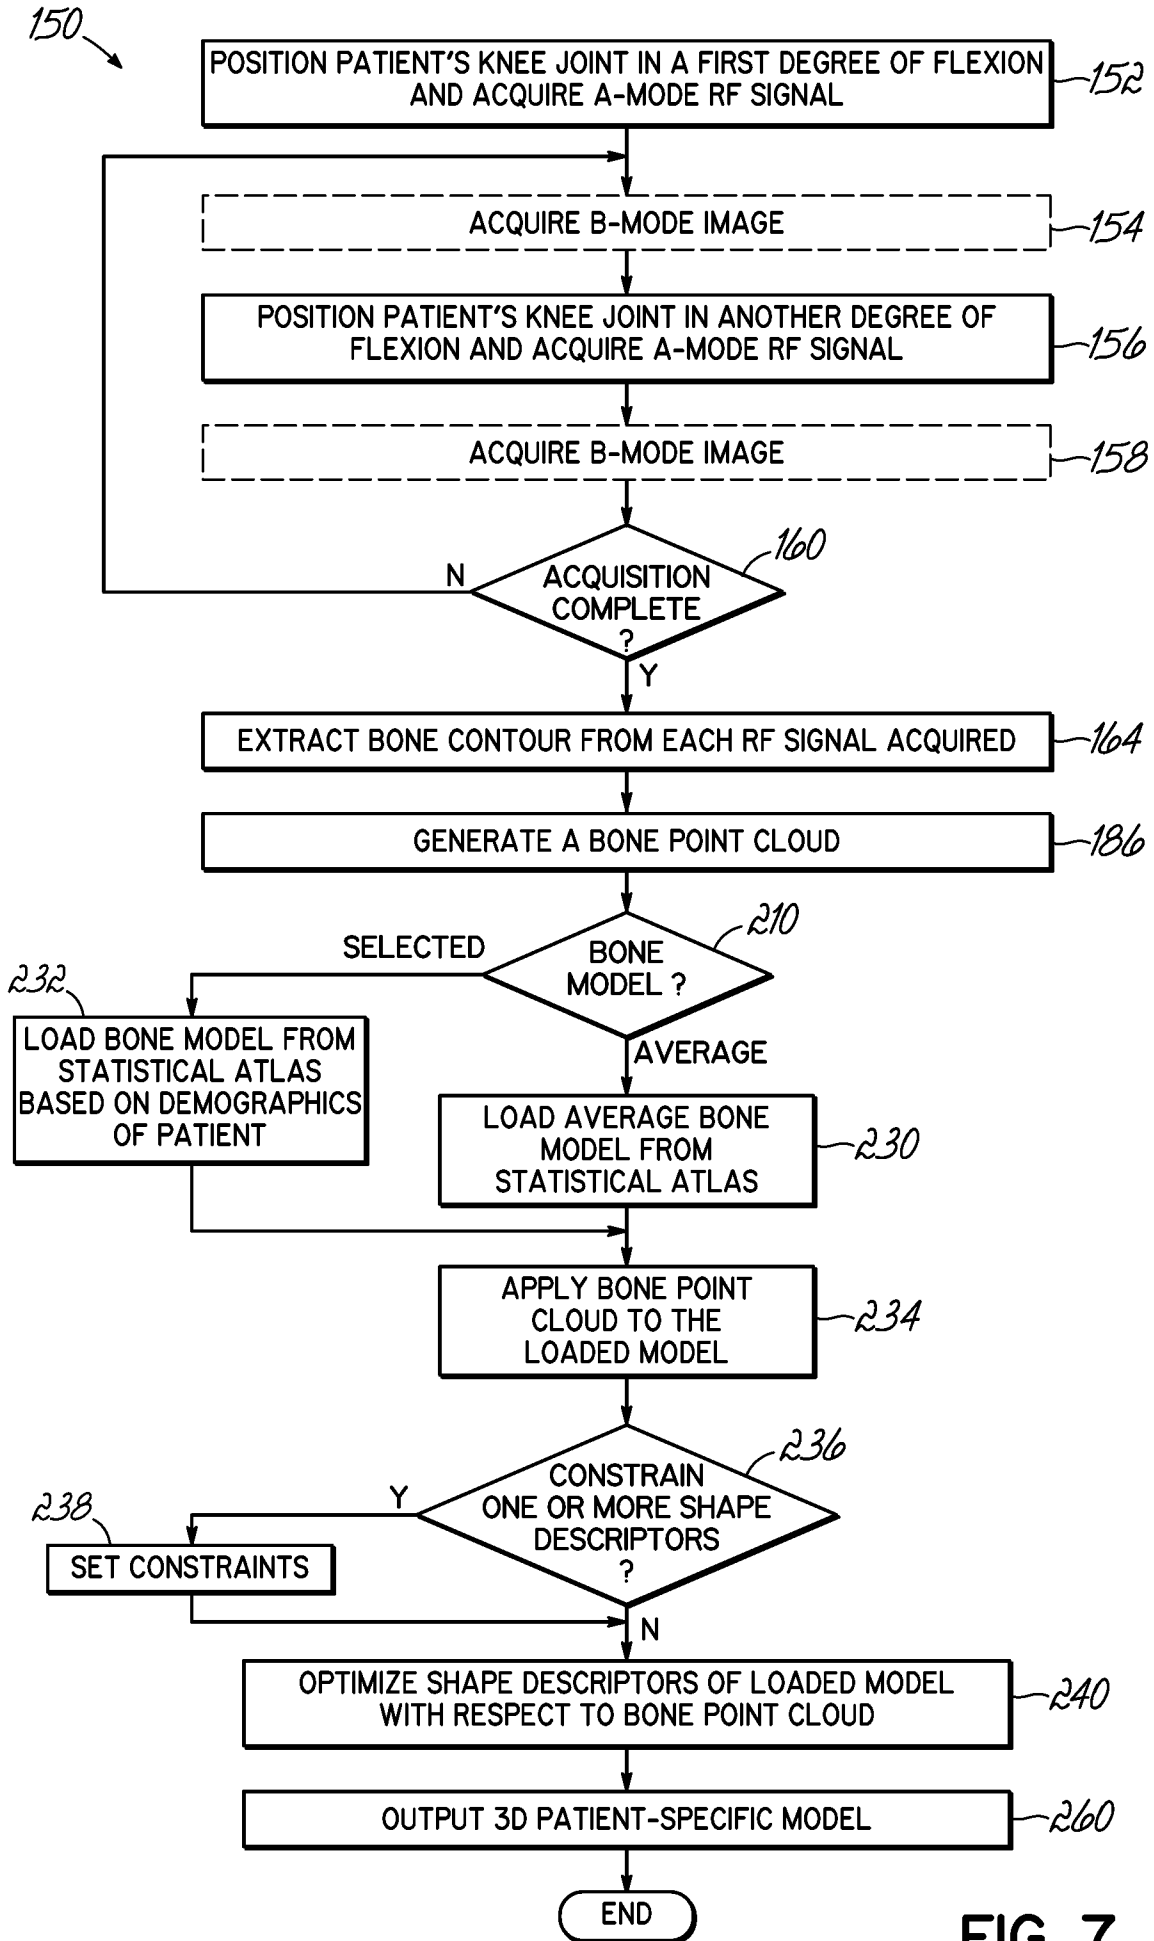 150
POSITION PATIENT'S KNEE JOINT IN A FIRST DEGREE OF FLEXION
AND ACQUIRE A-MODE RF SIGNAL
152
ACQUIRE B-MODE IMAGE
154
POSITION PATIENT'S KNEE JOINT IN ANOTHER DEGREE OF
FLEXION AND ACQUIRE A-MODE RF SIGNAL
156
ACQUIRE B-MODE IMAGE
158
160
N
ACQUISITION
COMPLETE
?
Y
EXTRACT BONE CONTOUR FROM EACH RF SIGNAL ACQUIRED
164
GENERATE A BONE POINT CLOUD
186
210
SELECTED
BONE
MODEL ?
232
AVERAGE
LOAD BONE MODEL FROM
STATISTICAL ATLAS
BASED ON DEMOGRAPHICS
OF PATIENT
LOAD AVERAGE BONE
MODEL FROM
STATISTICAL ATLAS
230
APPLY BONE POINT
CLOUD TO THE
LOADED MODEL
234
236
CONSTRAIN
ONE OR MORE SHAPE
DESCRIPTORS
?
Y
238
SET CONSTRAINTS
N
OPTIMIZE SHAPE DESCRIPTORS OF LOADED MODEL
WITH RESPECT TO BONE POINT CLOUD
240
OUTPUT 3D PATIENT-SPECIFIC MODEL
260
END
FIG. 7